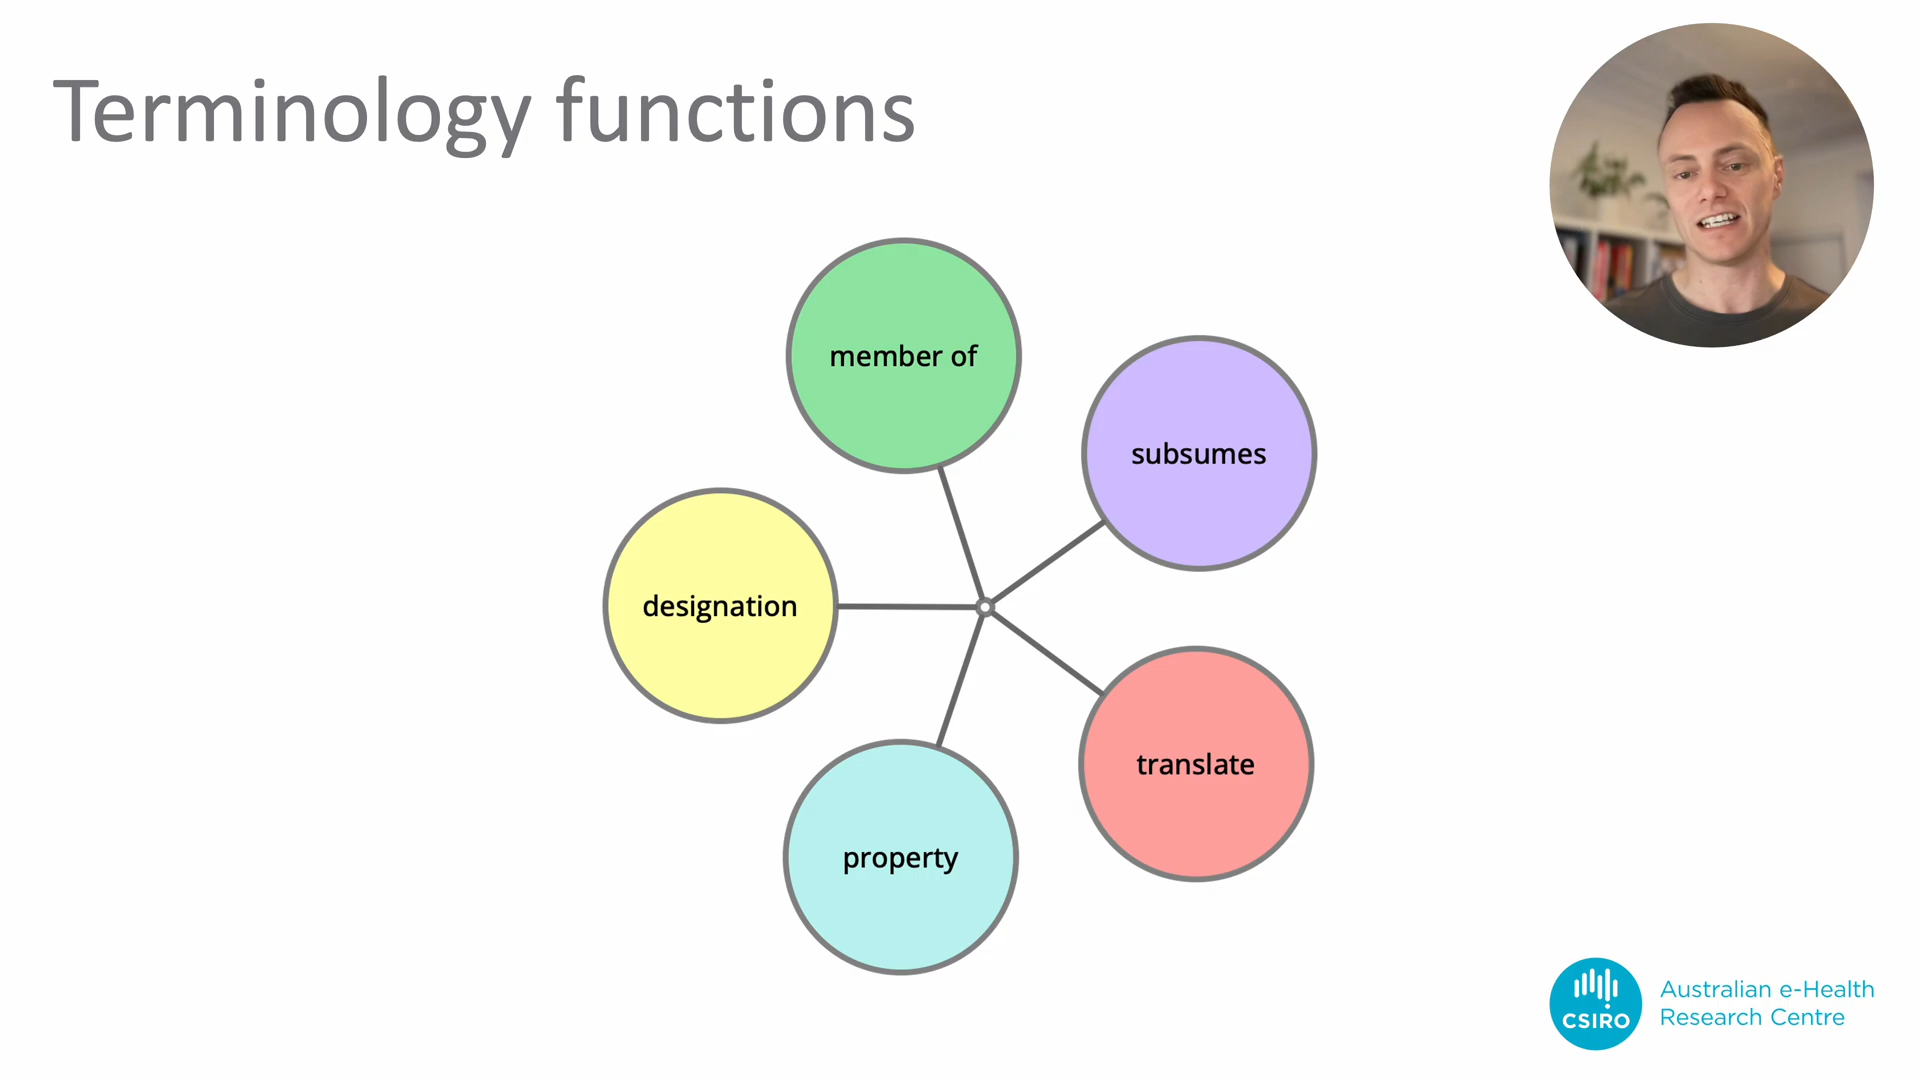 Terminology functions
member of
subsumes
designation
translate
property
CSIRO
Australian e-Health
Research Centre